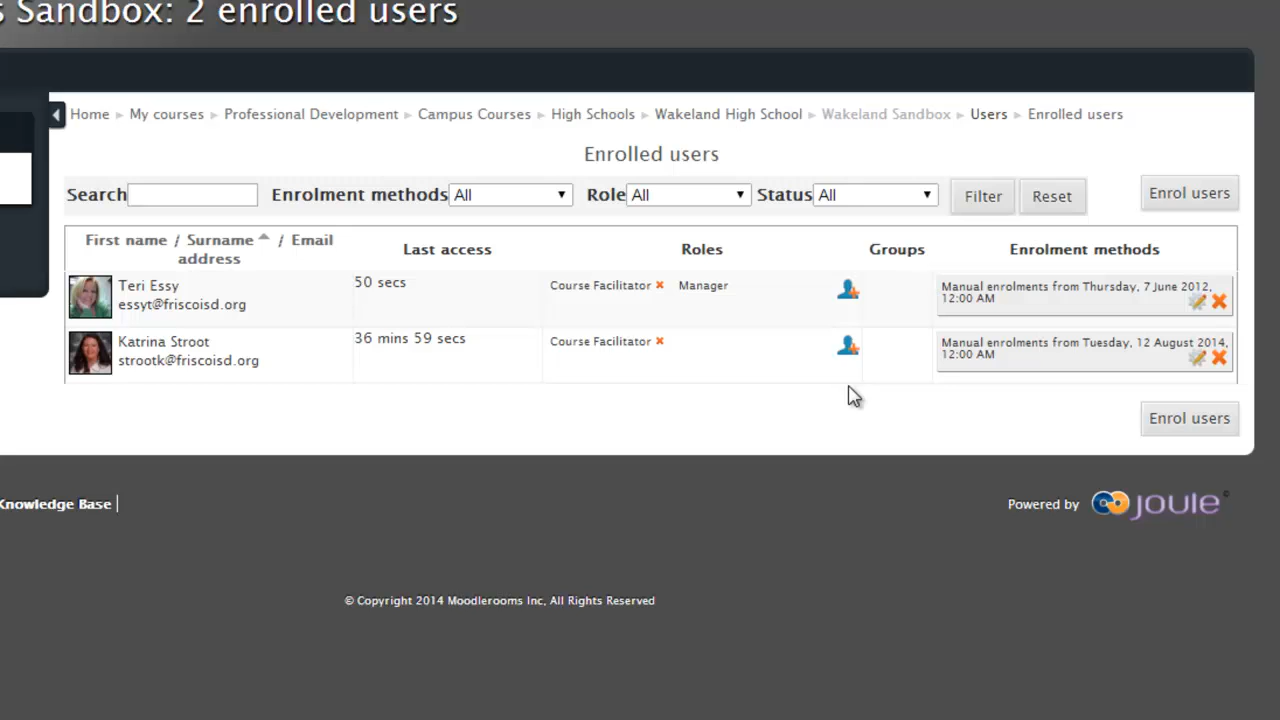 Sandbox: 2 enrolled users
Home ► My courses ► Professional Development ► Campus Courses ► High Schools ► Wakeland High School ► Wakeland Sandbox ► Users ► Enrolled users
Enrolled users
Search Enrolment methods All Role All Status All Filter Reset Enrol users
First name / Surname / Email address Last access Roles Groups Enrolment methods
Teri Essy
essyt@friscoisd.org
50 secs
Course Facilitator Manager
Manual enrolments from Thursday, 7 June 2012,
12:00 AM
Katrina Stroot
strootk@friscoisd.org
36 mins 59 secs
Course Facilitator
Manual enrolments from Tuesday, 12 August 2014,
12:00 AM
Enrol users
Knowledge Base |
Powered by joule
© Copyright 2014 Moodlerooms Inc, All Rights Reserved